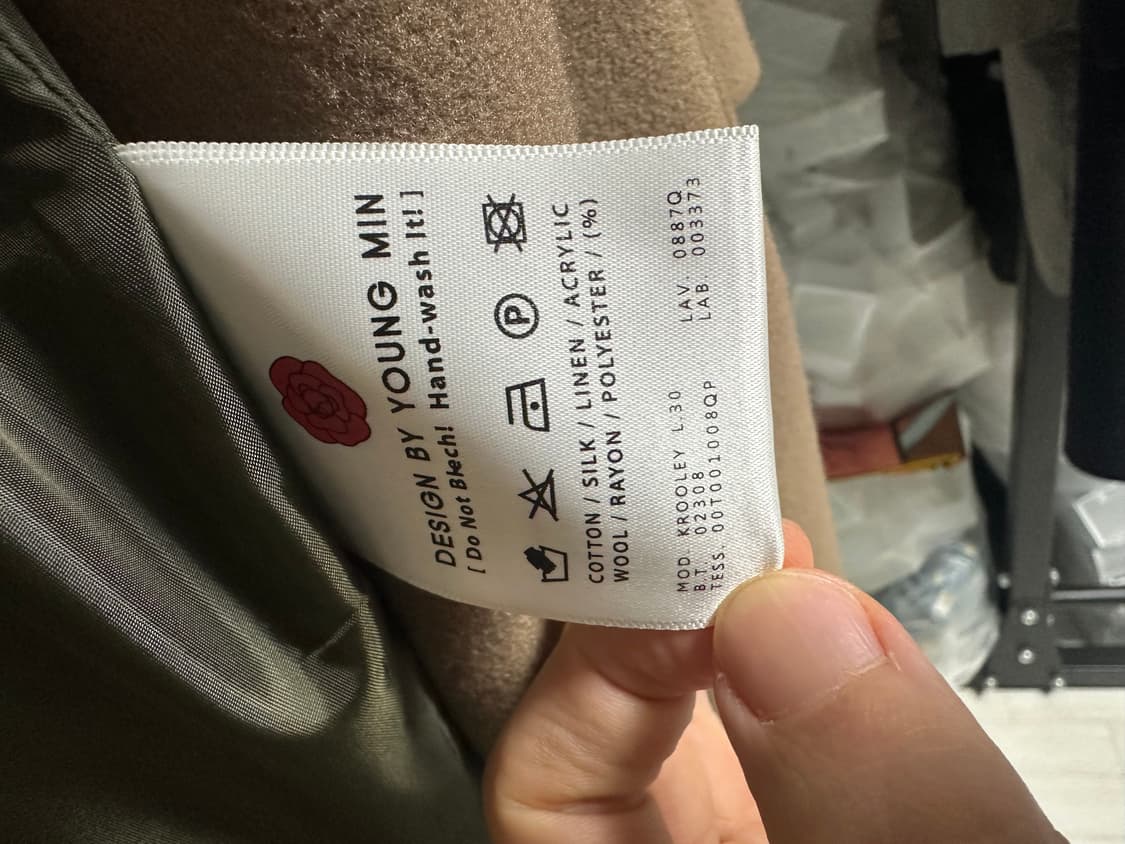 DESIGN BY YOUNG MIN
[ Do Not Blech! Hand-wash It! ]
P
COTTON / SILK / LINEN / ACRYLIC
WOOL / RAYON / POLYESTER / (%)
MOD. KROOLEY L.30 LAV. 0887Q
B.T. 02308 LAB. 003373
TESS. 00T001008QP